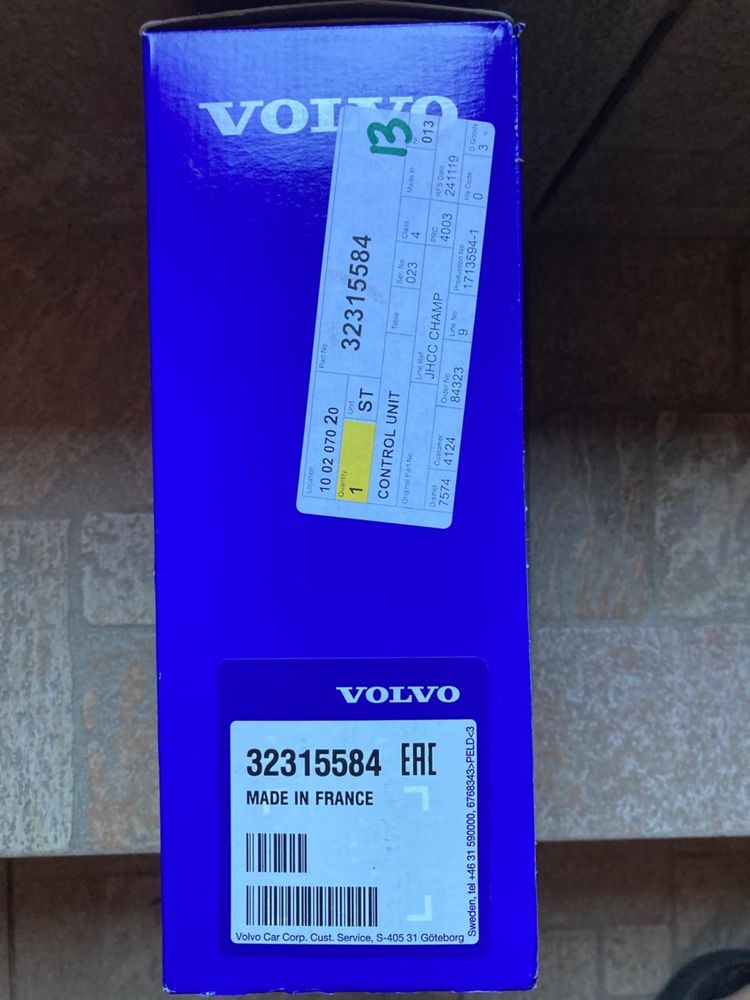 VOLVO
13
Location
10 02 070 20
Part No
32315584
013
Quantity
1
Unit
ST
Made in
CONTROL UNIT
Table
Ser. No
023
Class
4
Original Part No
Line Ref
JHCC CHAMP
PRC
4003
RFS Date
241119
District
7574
Customer
4124
Order No
84323
Line No
9
Production No
1713594-1
Ha Code
0
D Goods
3
VOLVO
32315584 EAC
MADE IN FRANCE
Volvo Car Corp. Cust. Service, S-405 31 Göteborg
Sweden, tel +46 31 590000, 6768343>PELD<3